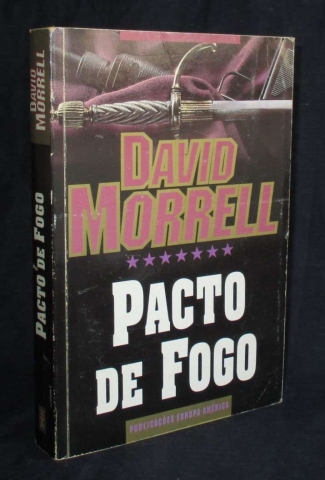 DAVID
MORRELL
PACTO DE FOGO
DAVID
MORRELL
PACTO
DE FOGO
PUBLICAÇÕES EUROPA-AMÉRICA